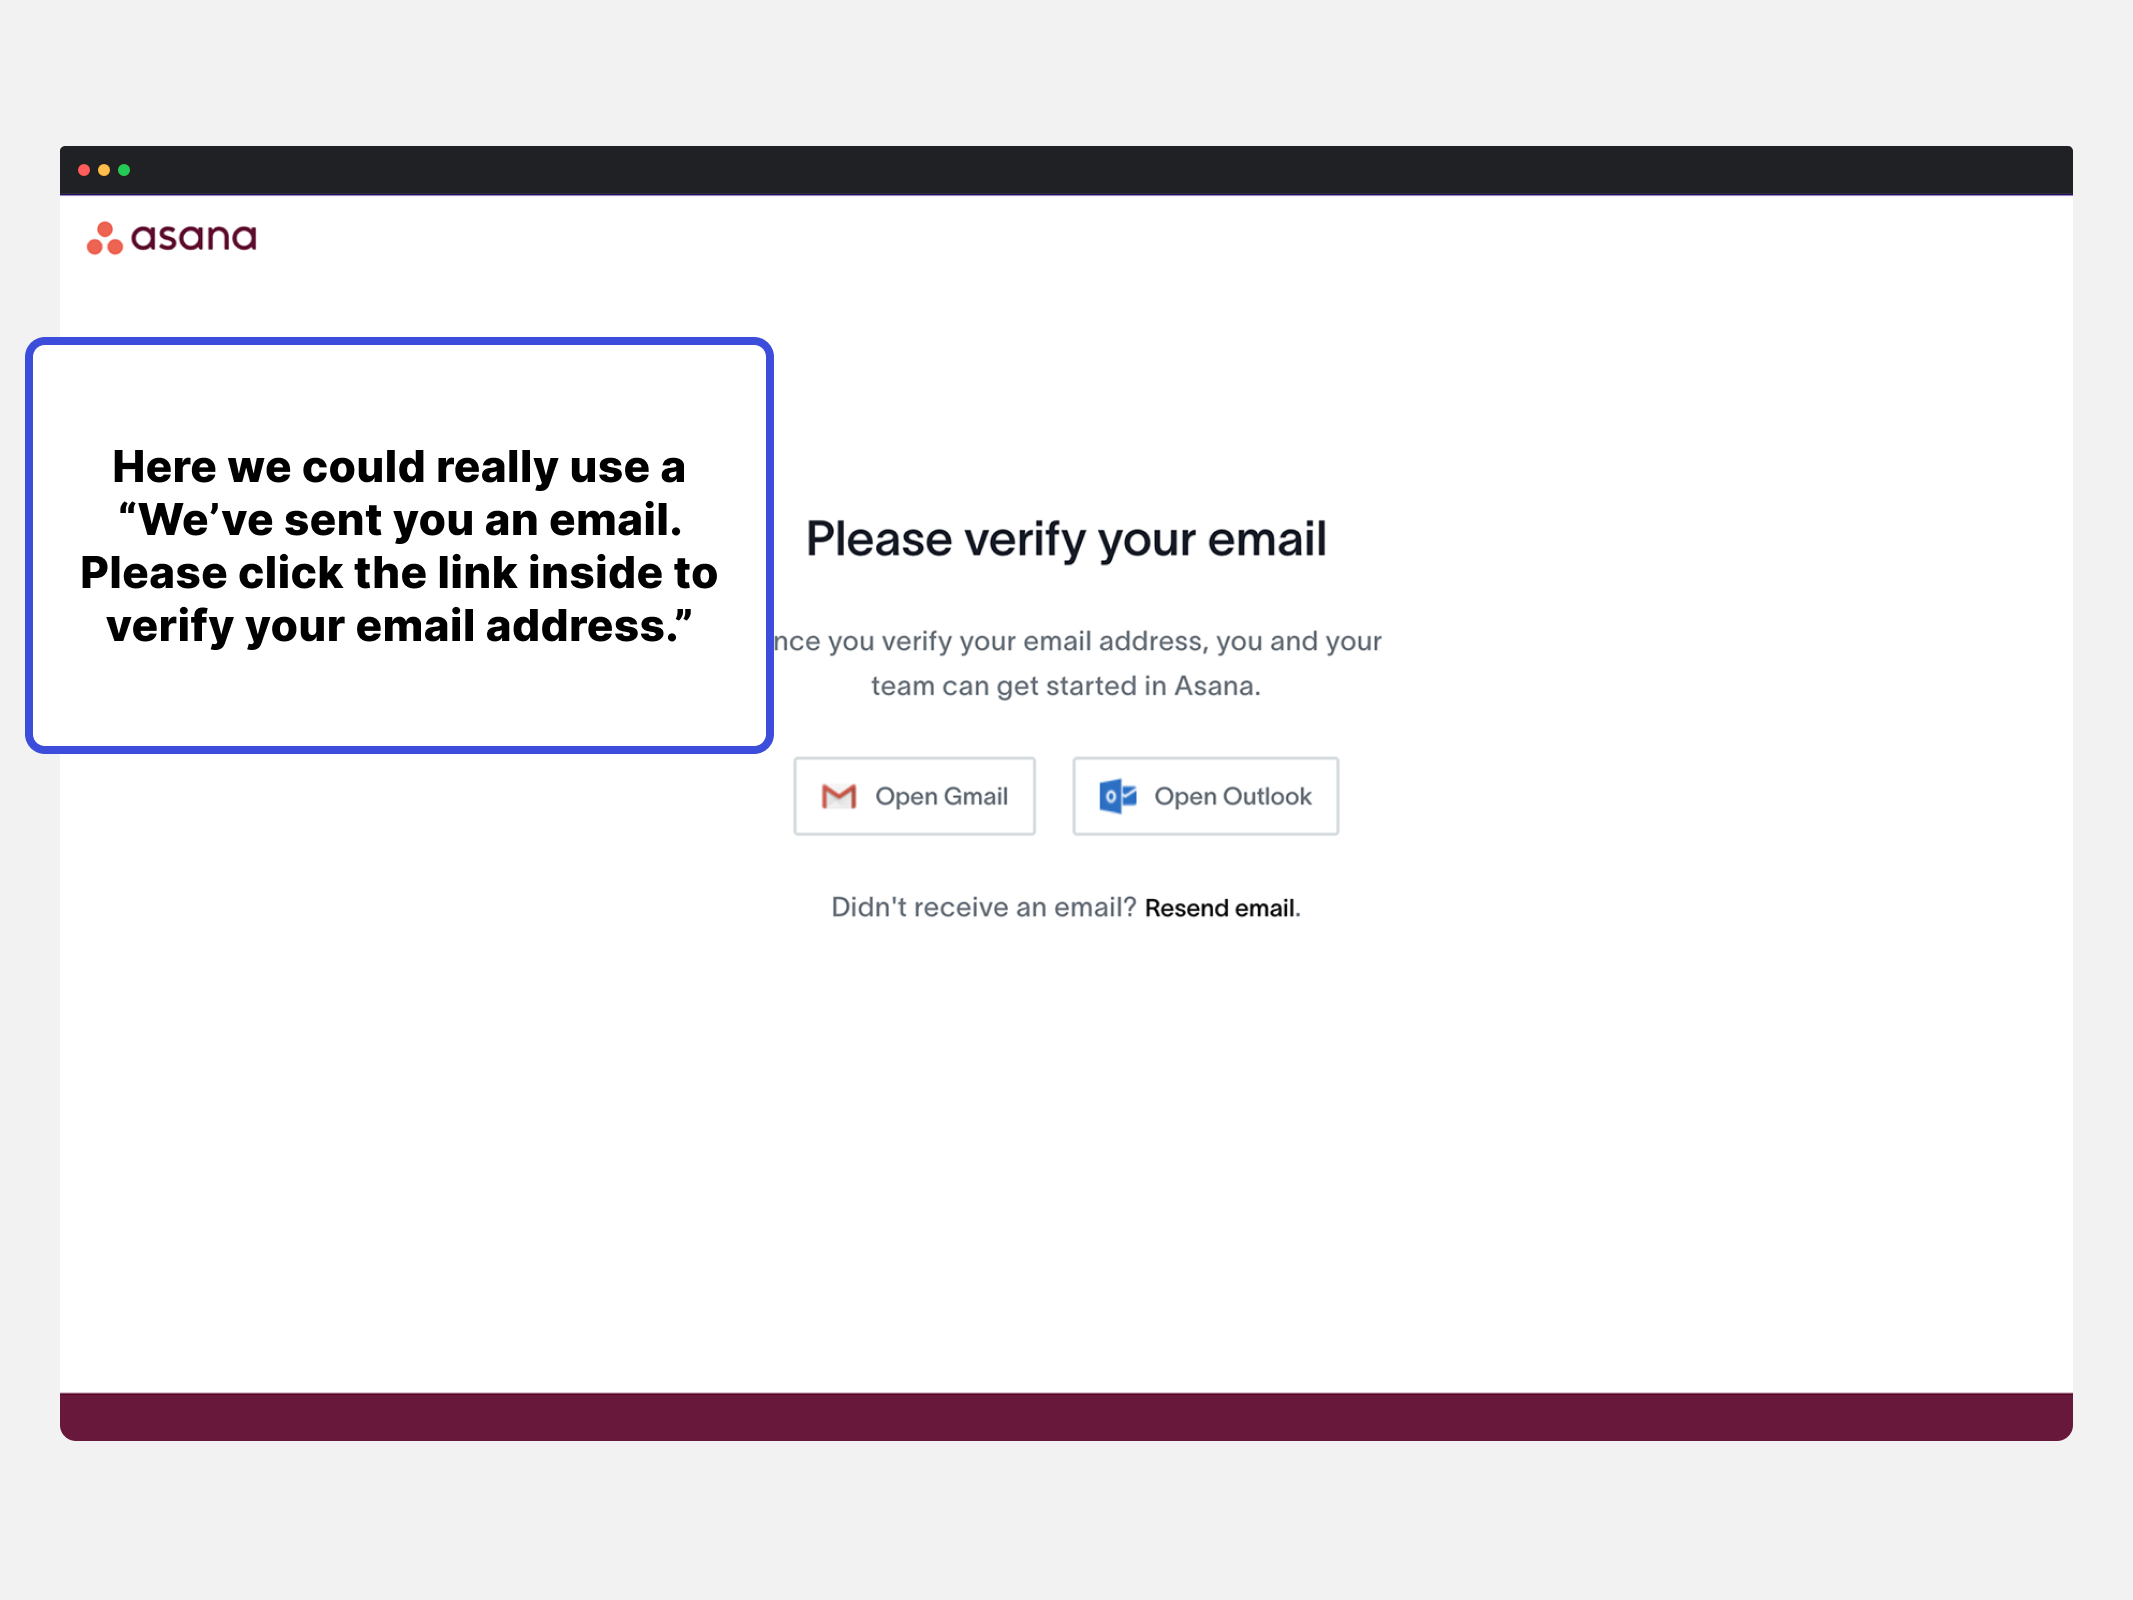 asana
Here we could really use a
“We’ve sent you an email.
Please click the link inside to
verify your email address.”
Please verify your email
you verify your email address, you and your
team can get started in Asana.
Open Gmail
Open Outlook
Didn't receive an email? Resend email.